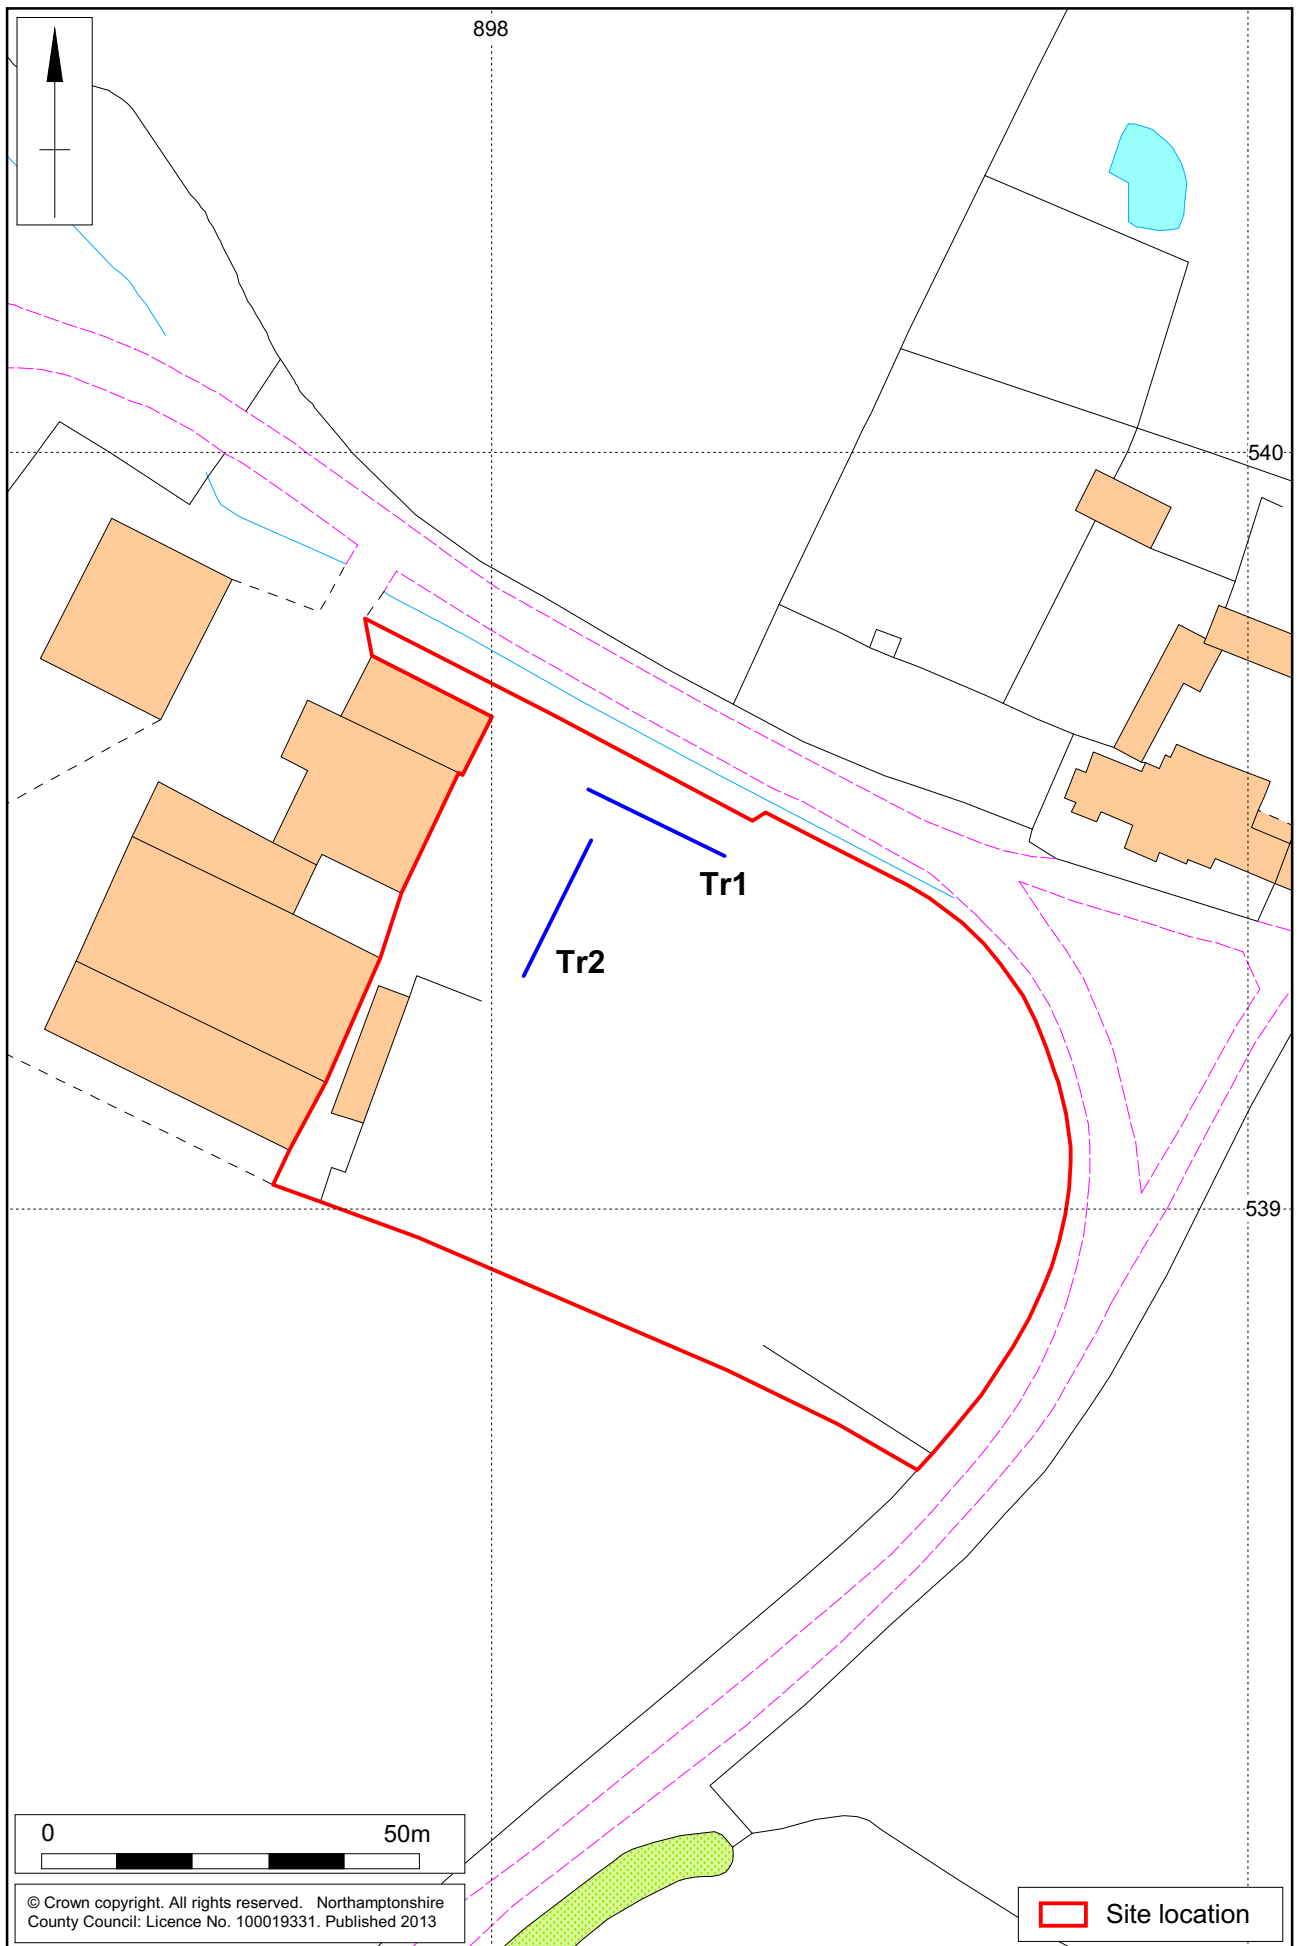 898
540
Tr1
Tr2
539
0 50m
© Crown copyright. All rights reserved. Northamptonshire
County Council: Licence No. 100019331. Published 2013
Site location